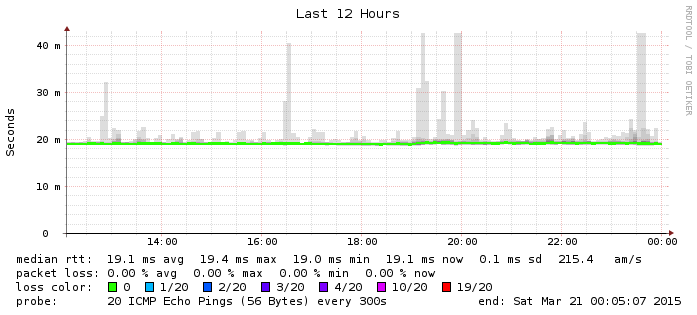 Last 12 Hours
RRDTOOL / TOBI OETIKER
Seconds
40 m
30 m
20 m
10 m
0
14:00 16:00 18:00 20:00 22:00 00:00
median rtt: 19.1 ms avg 19.4 ms max 19.0 ms min 19.1 ms now 0.1 ms sd 215.4 am/s
packet loss: 0.00 % avg 0.00 % max 0.00 % min 0.00 % now
loss color: 0 1/20 2/20 3/20 4/20 10/20 19/20
probe: 20 ICMP Echo Pings (56 Bytes) every 300s end: Sat Mar 21 00:05:07 2015